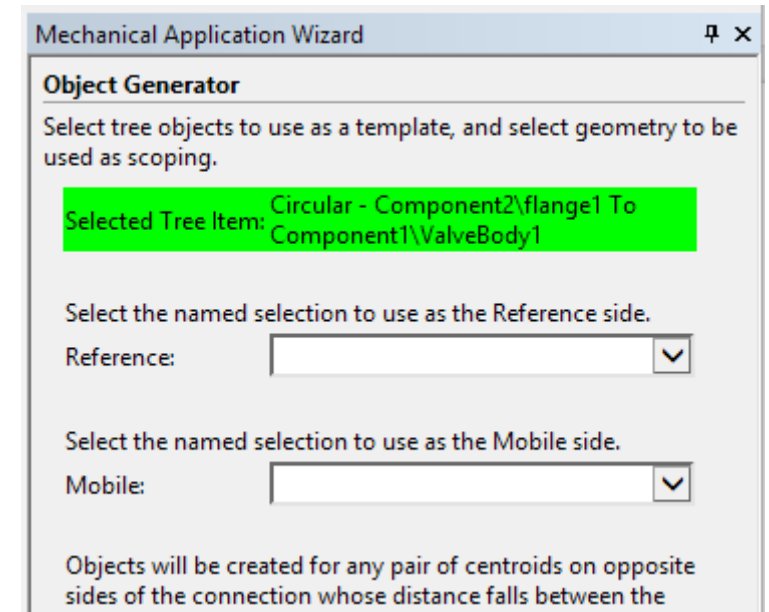 Mechanical Application Wizard
Object Generator
Select tree objects to use as a template, and select geometry to be
used as scoping.
Selected Tree Item: Circular - Component2\flange1 To
Component1\ValveBody1
Select the named selection to use as the Reference side.
Reference:
Select the named selection to use as the Mobile side.
Mobile:
Objects will be created for any pair of centroids on opposite
sides of the connection whose distance falls between the